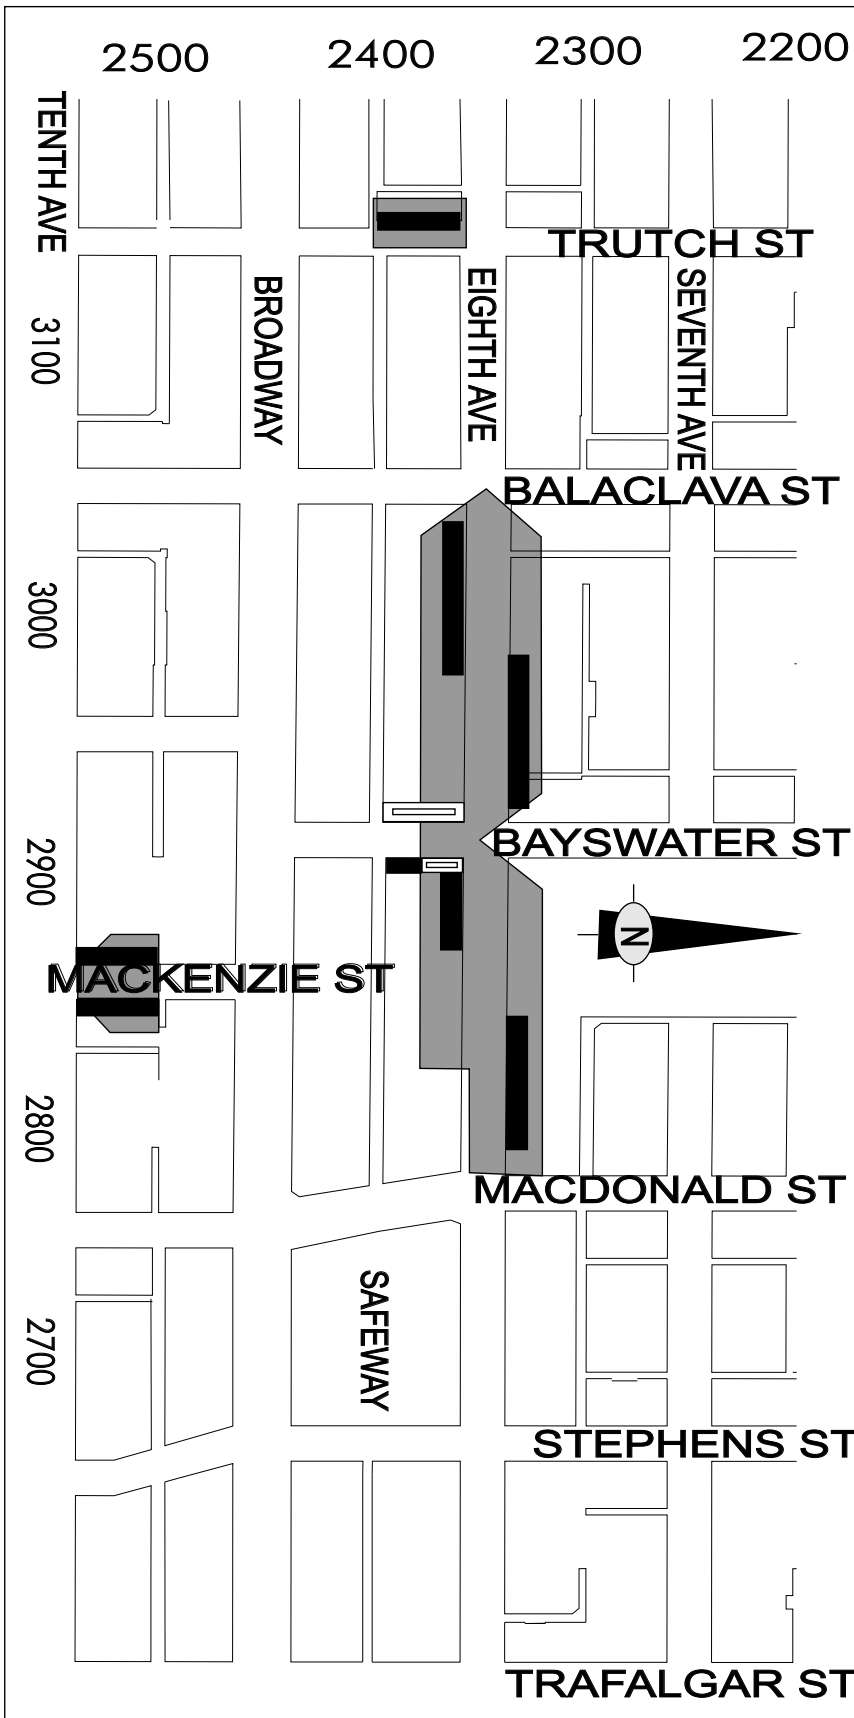 2500
2400
2300
2200
TENTH AVE
TRUTCH ST
3100
BROADWAY
EIGHTH AVE
SEVENTH AVE
BALACLAVA ST
3000
BAYSWATER ST
2900
N
MACKENZIE ST
2800
MACDONALD ST
2700
SAFEWAY
STEPHENS ST
TRAFALGAR ST